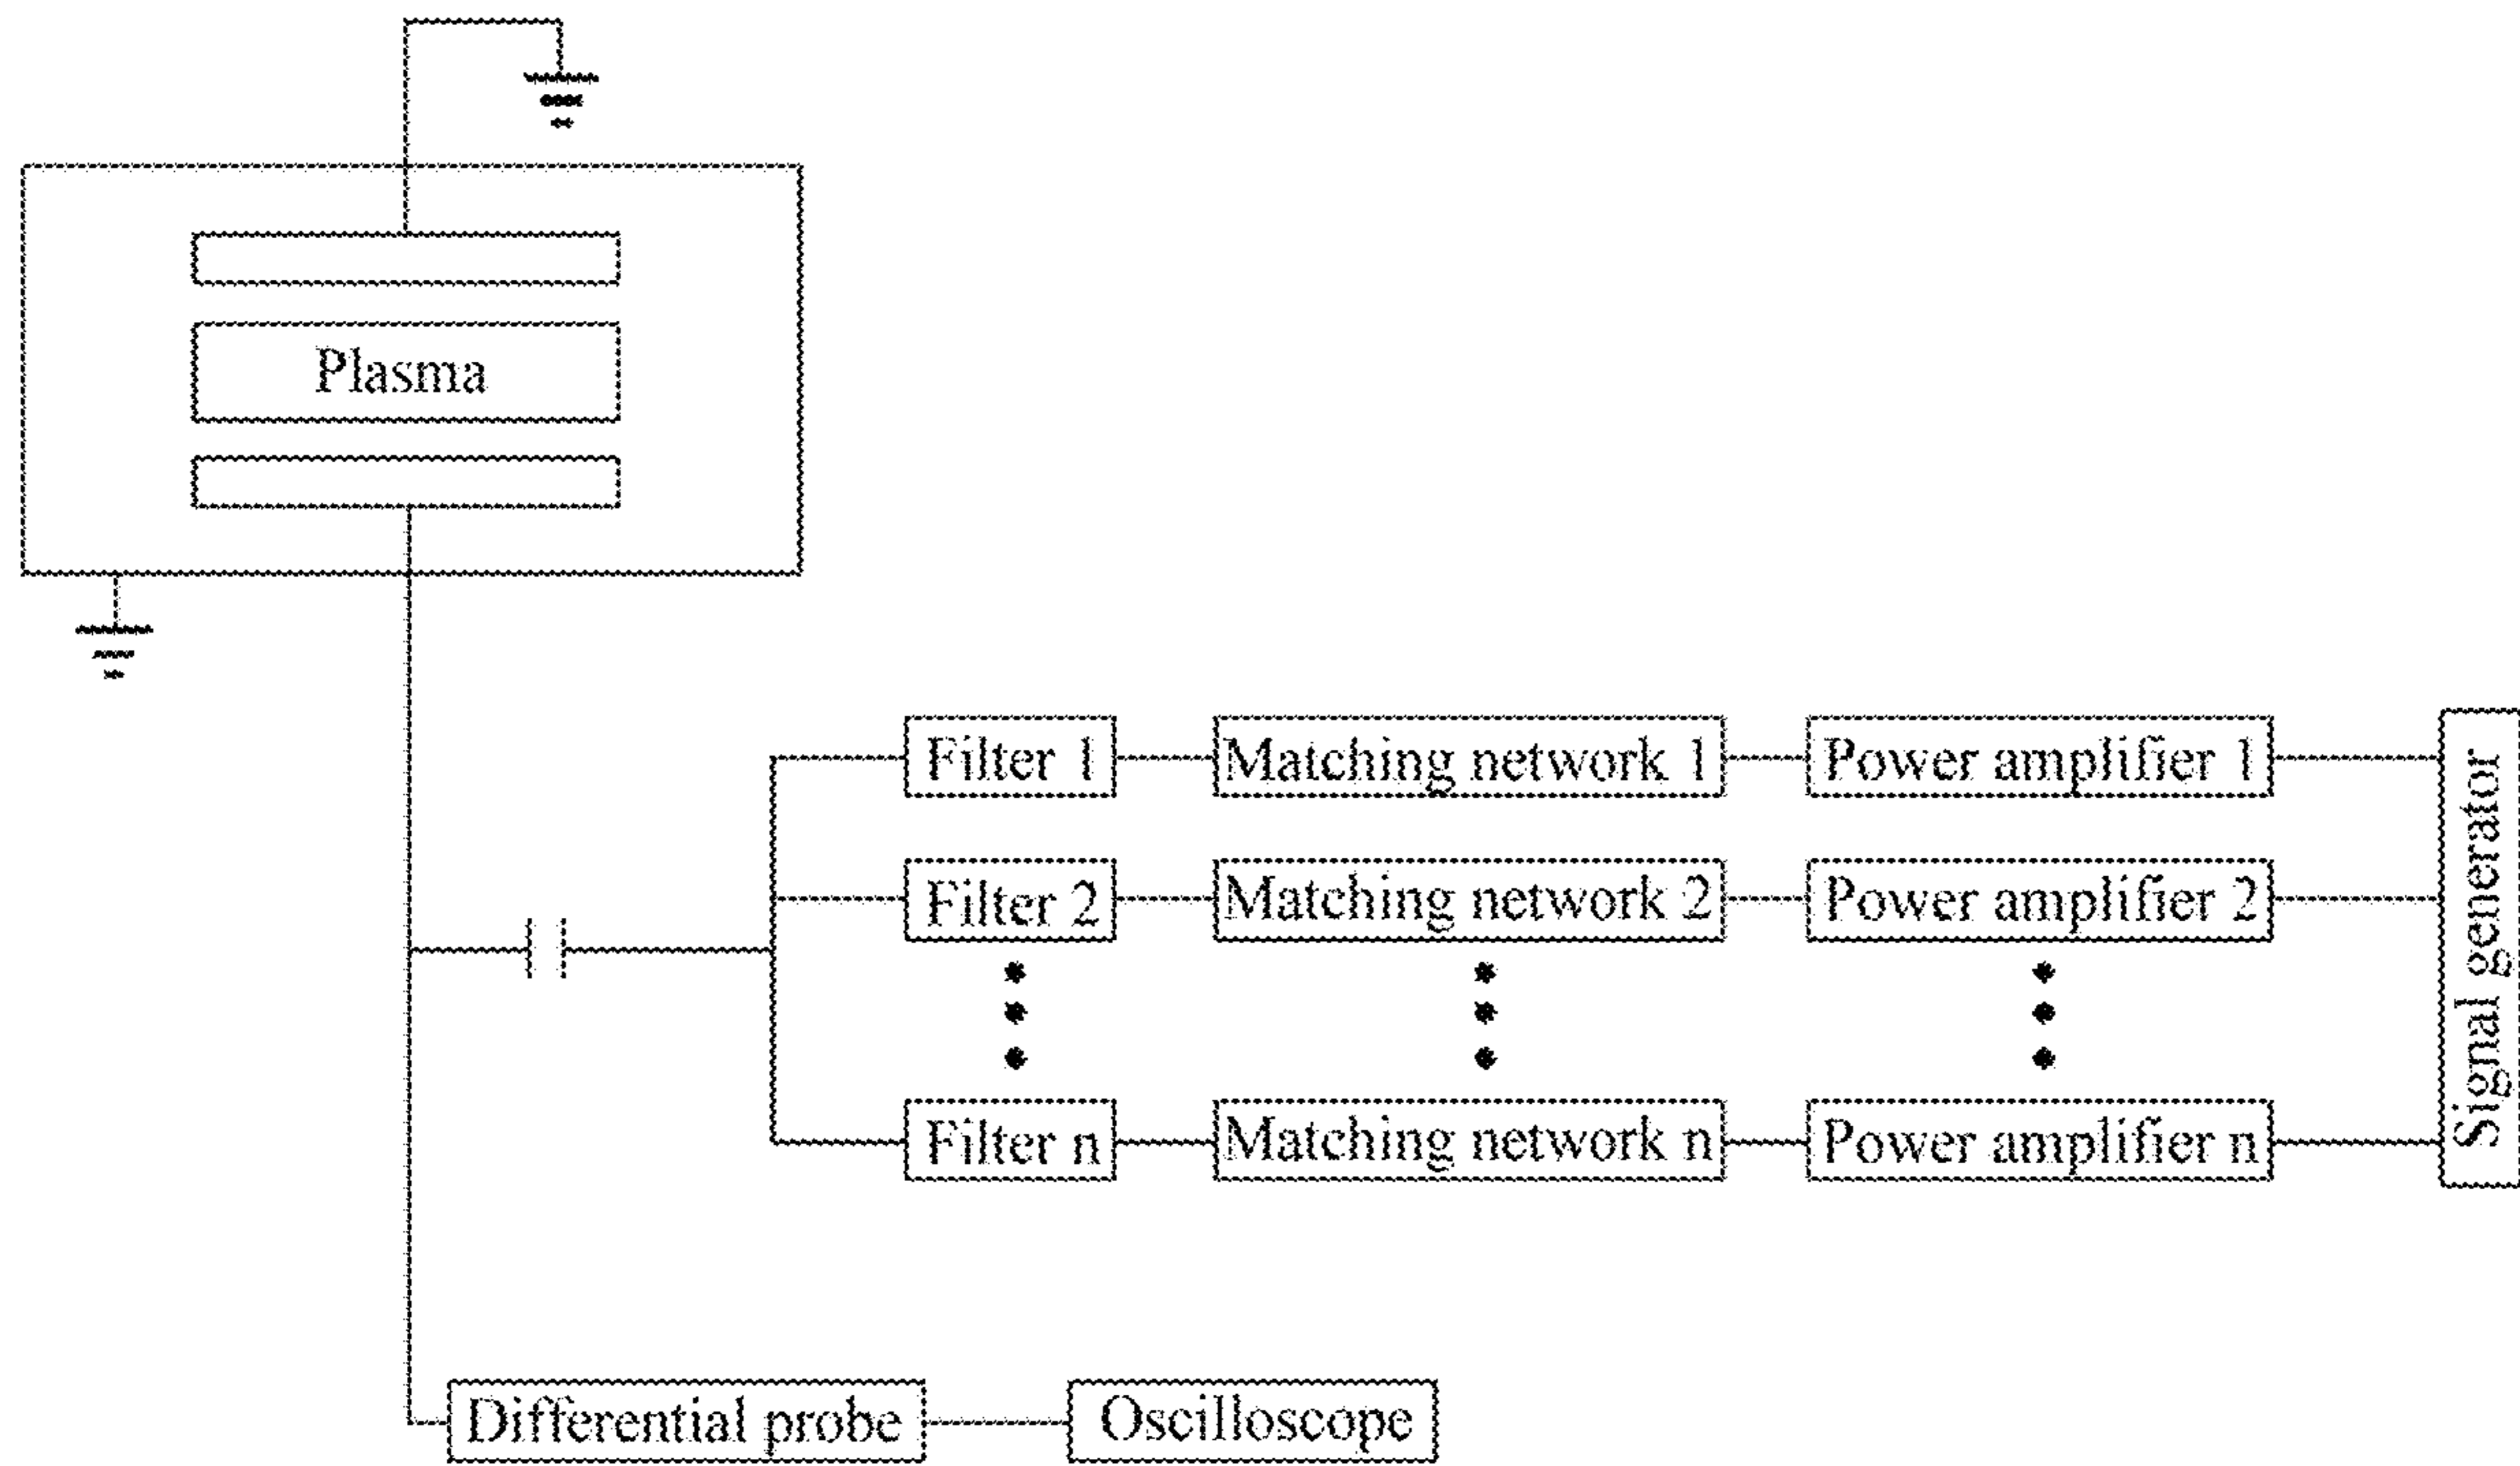 Plasma
Filter 1
Matching network 1
Power amplifier 1
Filter 2
Matching network 2
Power amplifier 2
Filter n
Matching network n
Power amplifier n
Signal generator
Differential probe
Oscilloscope